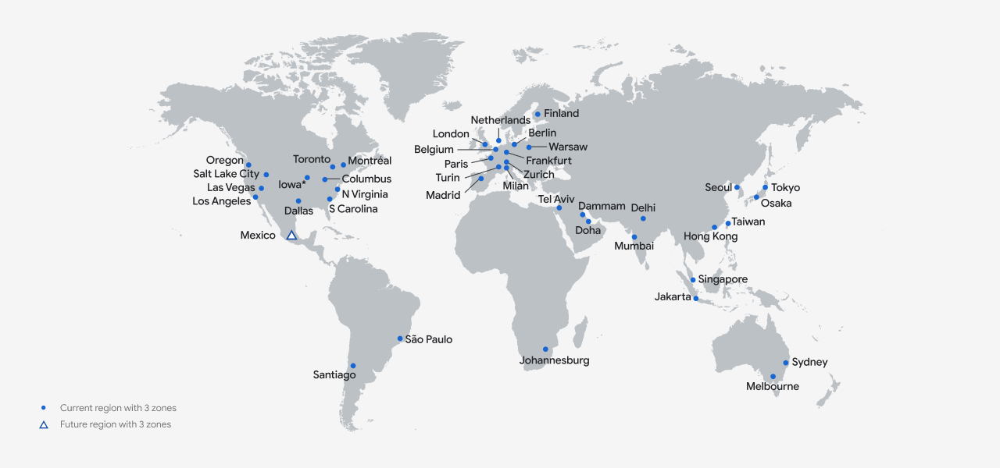 Finland
Netherlands
London
Berlin
Belgium
Warsaw
Paris
Frankfurt
Turin
Zurich
Milan
Madrid
Oregon
Toronto
Montréal
Salt Lake City
Iowa*
Columbus
Las Vegas
N Virginia
Los Angeles
Dallas
S Carolina
Mexico
Tel Aviv
Dammam
Delhi
Doha
Mumbai
Seoul
Tokyo
Osaka
Taiwan
Hong Kong
Singapore
Jakarta
São Paulo
Santiago
Johannesburg
Sydney
Melbourne
Current region with 3 zones
Future region with 3 zones